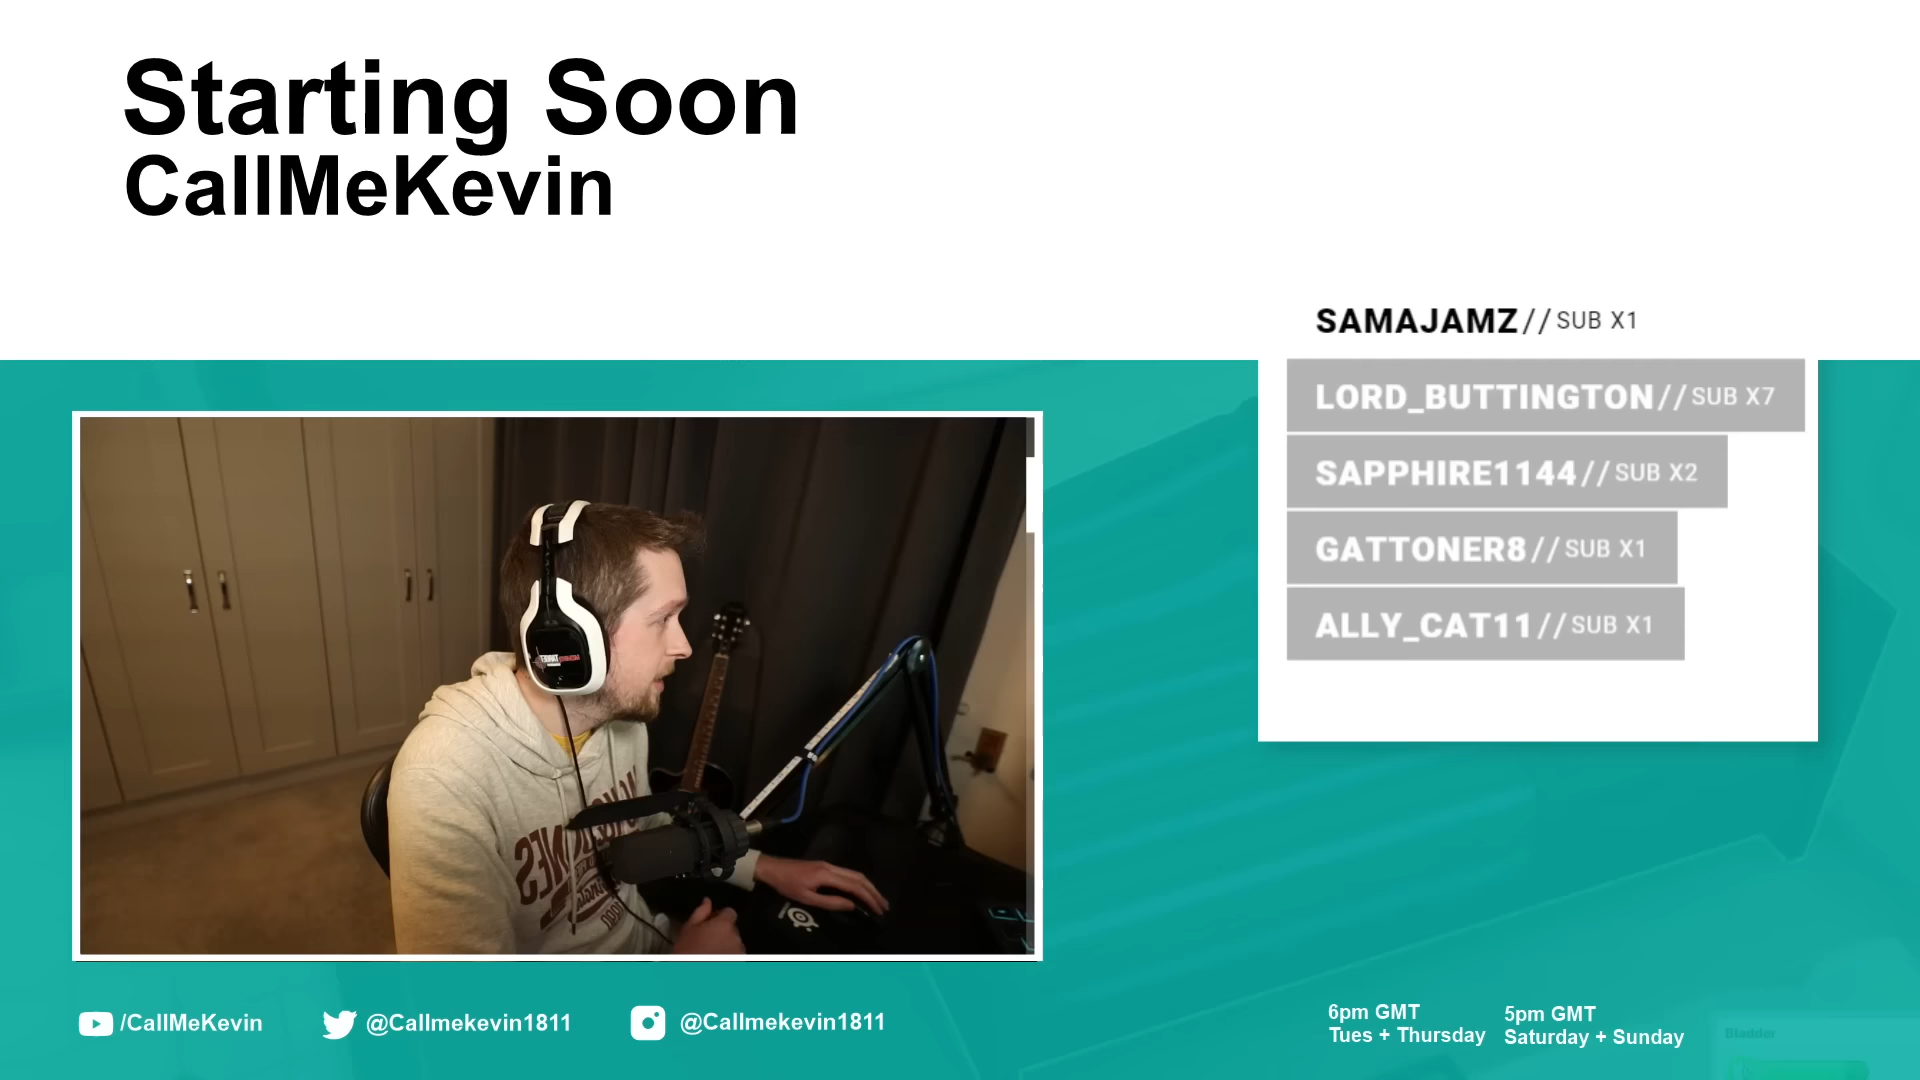 Starting Soon
CallMeKevin
SAMAJAMZ//SUB X1
LORD_BUTTINGTON//SUB X7
SAPPHIRE1144//SUB X2
GATTONER8//SUB X1
ALLY_CAT11//SUB X1
/CallMeKevin
@Callmekevin1811
@Callmekevin1811
6pm GMT
Tues + Thursday
5pm GMT
Saturday + Sunday
Bladder